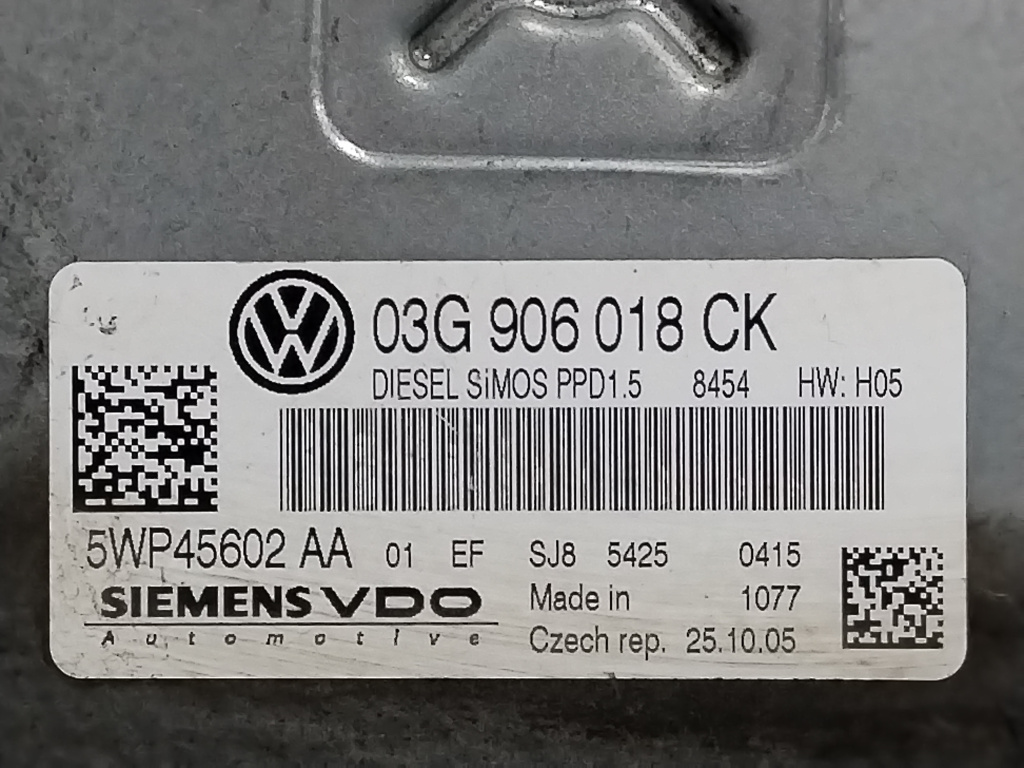 03G 906 018 CK
DIESEL SiMOS PPD1.5 8454 HW: H05
5WP45602 AA 01 EF SJ8 5425 0415
SIEMENS VDO Made in 1077
Automotive Czech rep. 25.10.05